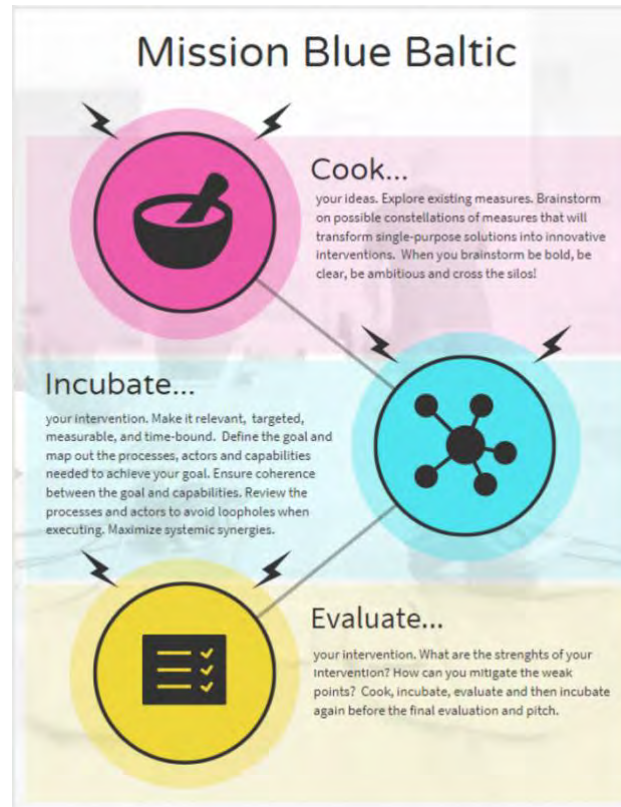 Mission Blue Baltic
Cook...
your ideas. Explore existing measures. Brainstorm
on possible constellations of measures that will
transform single-purpose solutions into innovative
interventions. When you brainstorm be bold, be
clear, be ambitious and cross the silos!
Incubate...
your intervention. Make it relevant, targeted,
measurable, and time-bound. Define the goal and
map out the processes, actors and capabilities
needed to achieve your goal. Ensure coherence
between the goal and capabilities. Review the
processes and actors to avoid loopholes when
executing. Maximize systemic synergies.
Evaluate...
your intervention. What are the strenghts of your
Intervention? How can you mitigate the weak
points? Cook, incubate, evaluate and then incubate
again before the final evaluation and pitch.